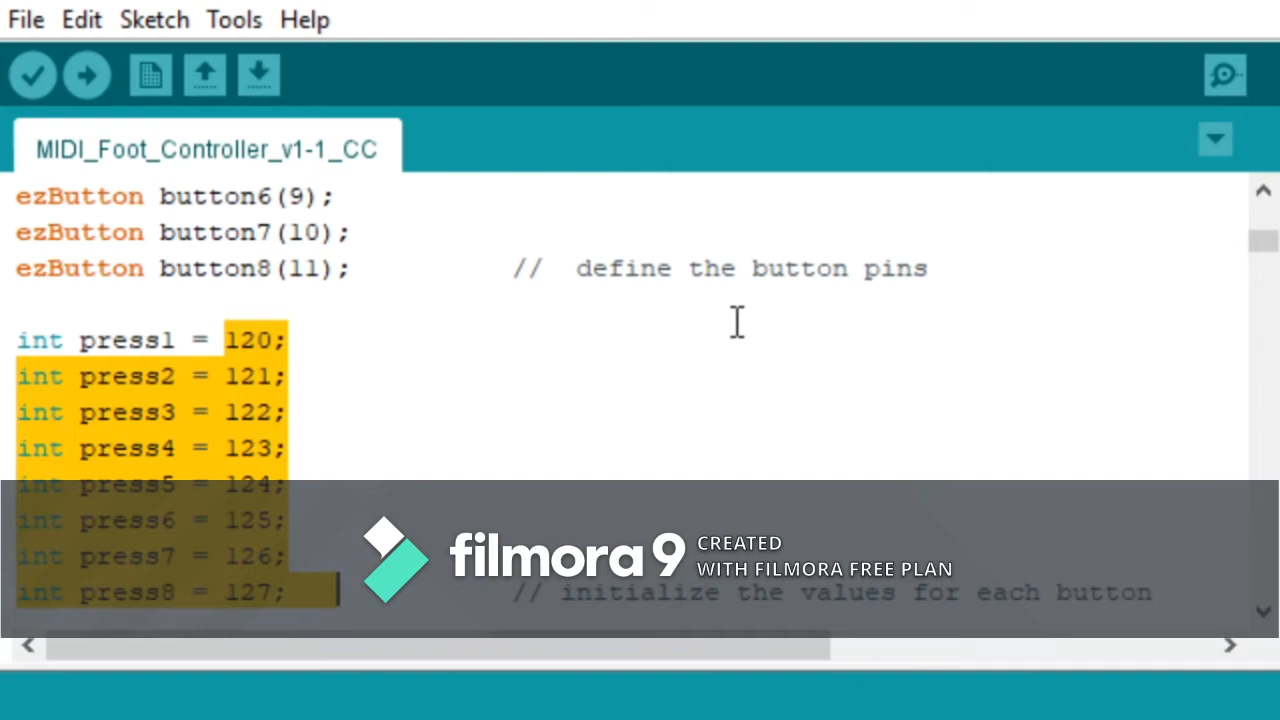 File Edit Sketch Tools Help
MIDI_Foot_Controller_v1-1_CC
ezButton button6(9);
ezButton button7(10);
ezButton button8(11); // define the button pins
int press1 = 120;
int press2 = 121;
int press3 = 122;
int press4 = 123;
int press5 = 124;
int press6 = 125;
int press7 = 126;
int press8 = 127; // initialize the values for each button
filmora9 CREATED
WITH FILMORA FREE PLAN